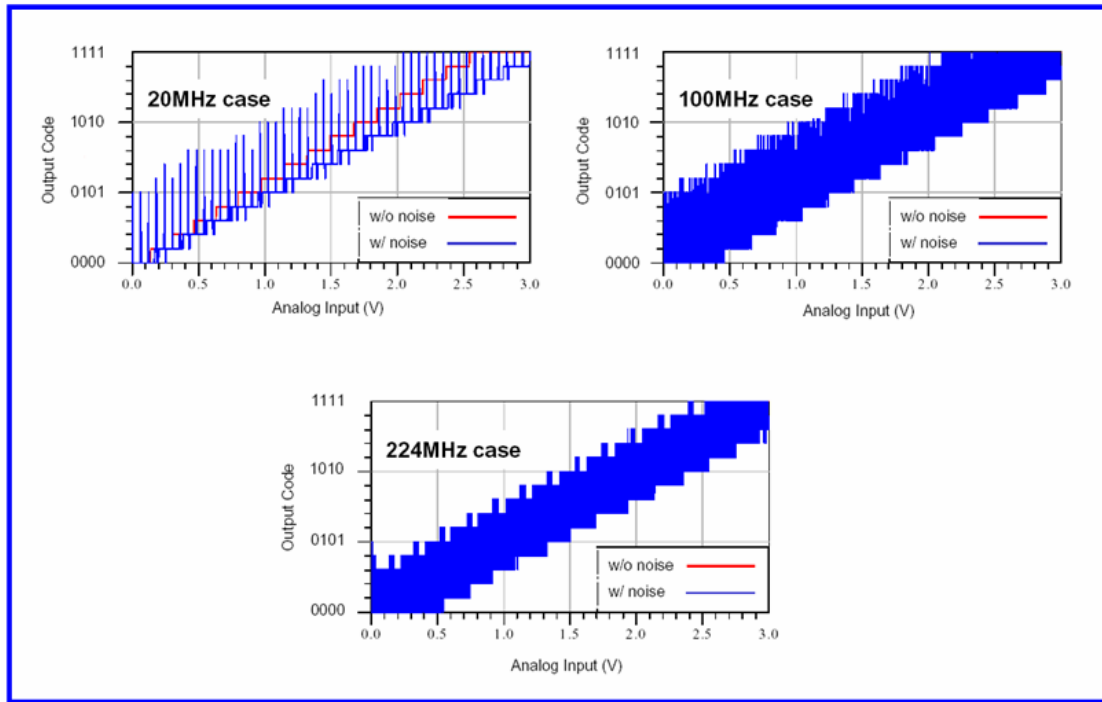 1111
20MHz case
1010
Output Code
0101
w/o noise
w/ noise
0000
0.0 0.5 1.0 1.5 2.0 2.5 3.0
Analog Input (V)
1111
100MHz case
1010
Output Code
0101
w/o noise
w/ noise
0000
0.0 0.5 1.0 1.5 2.0 2.5 3.0
Analog Input (V)
1111
224MHz case
1010
Output Code
0101
w/o noise
w/ noise
0000
0.0 0.5 1.0 1.5 2.0 2.5 3.0
Analog Input (V)